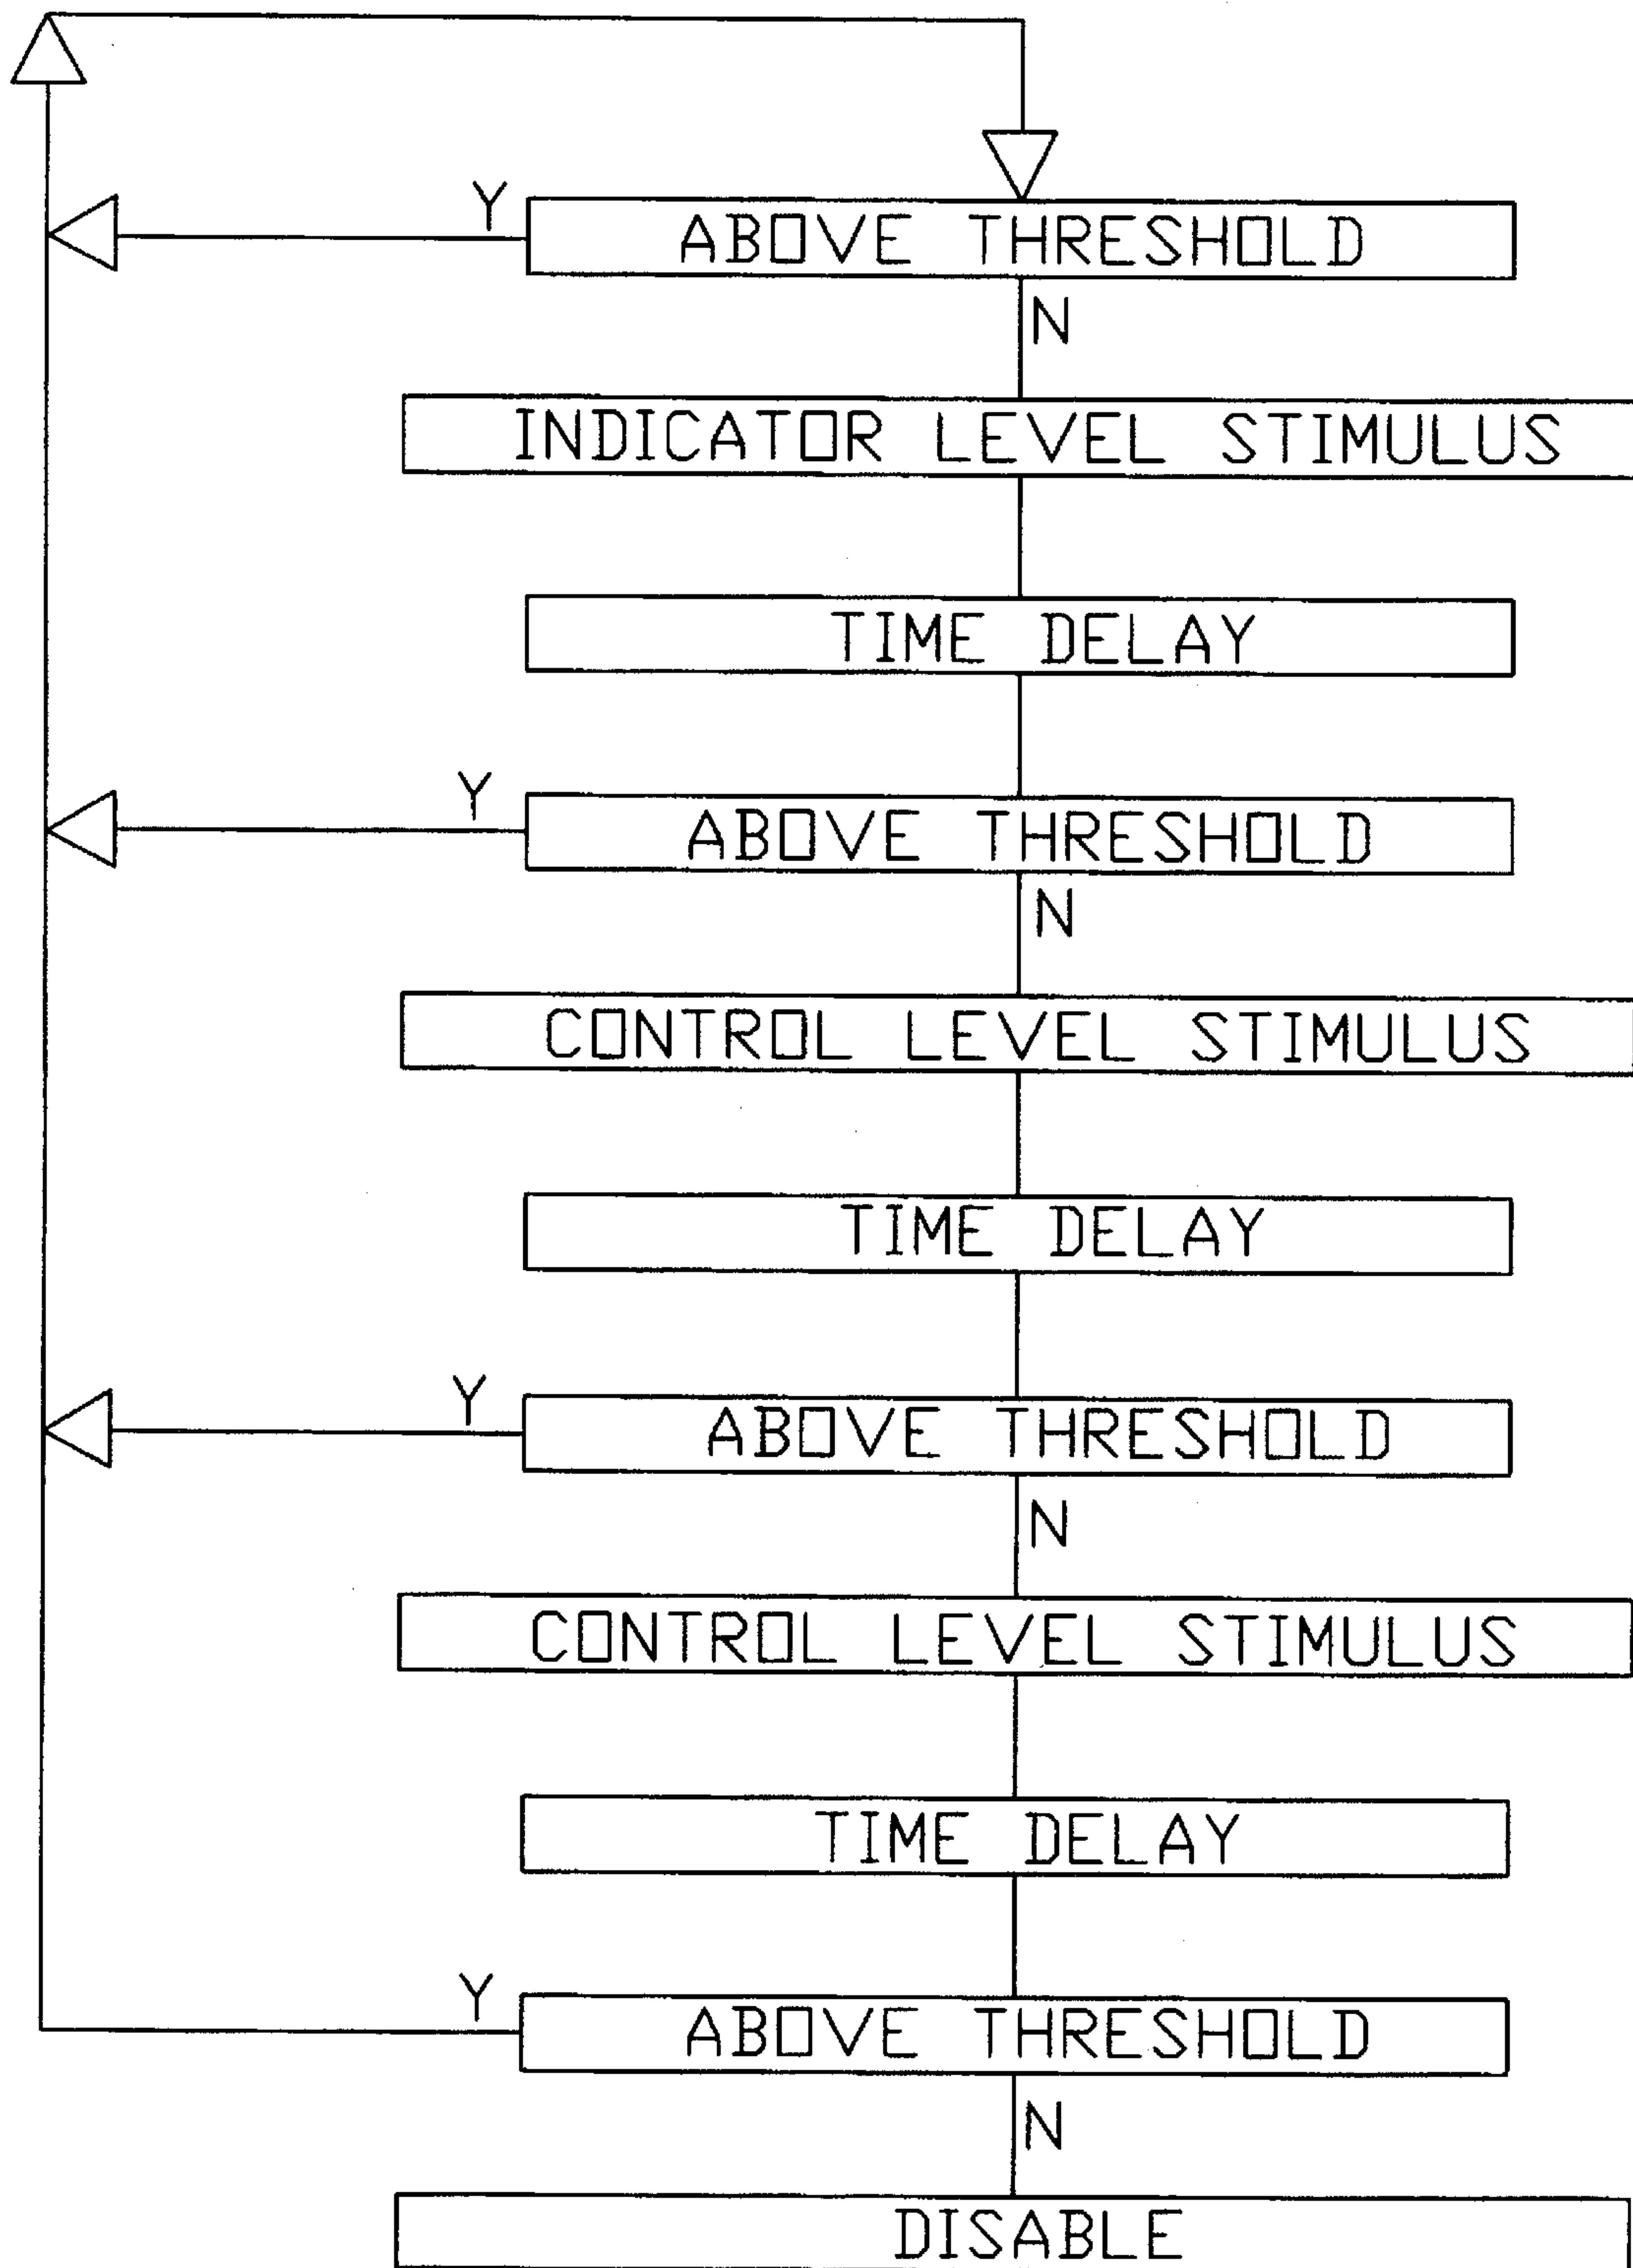 Y ABOVE THRESHOLD
N
INDICATOR LEVEL STIMULUS
TIME DELAY
Y ABOVE THRESHOLD
N
CONTROL LEVEL STIMULUS
TIME DELAY
Y ABOVE THRESHOLD
N
CONTROL LEVEL STIMULUS
TIME DELAY
Y ABOVE THRESHOLD
N
DISABLE